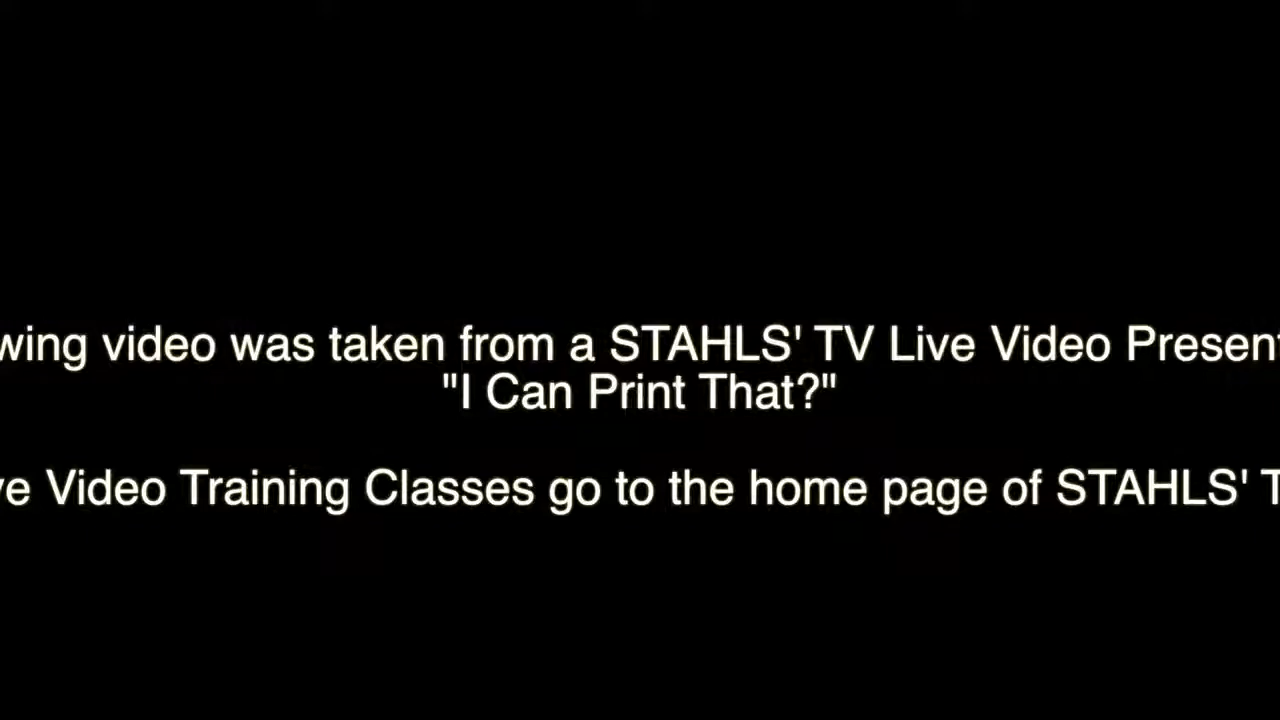 wing video was taken from a STAHLS' TV Live Video Present
"I Can Print That?"
ve Video Training Classes go to the home page of STAHLS' T